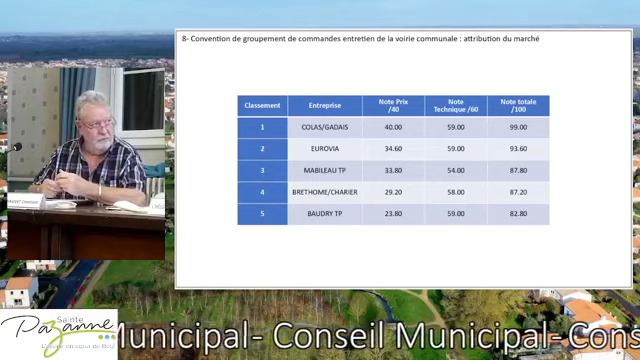 8- Convention de groupement de commandes entretien de la voirie communale : attribution du marché
Classement Entreprise Note Prix /40 Note Technique /60 Note totale /100
1 COLAS/GADAIS 40.00 59.00 99.00
2 EUROVIA 34.60 59.00 93.60
3 MABILEAU TP 33.80 54.00 87.80
4 BRETHOME/CHARIER 29.20 58.00 87.20
5 BAUDRY TP 23.80 59.00 82.80
Sainte
Pazanne
Municipal- Conseil Municipal- Cons